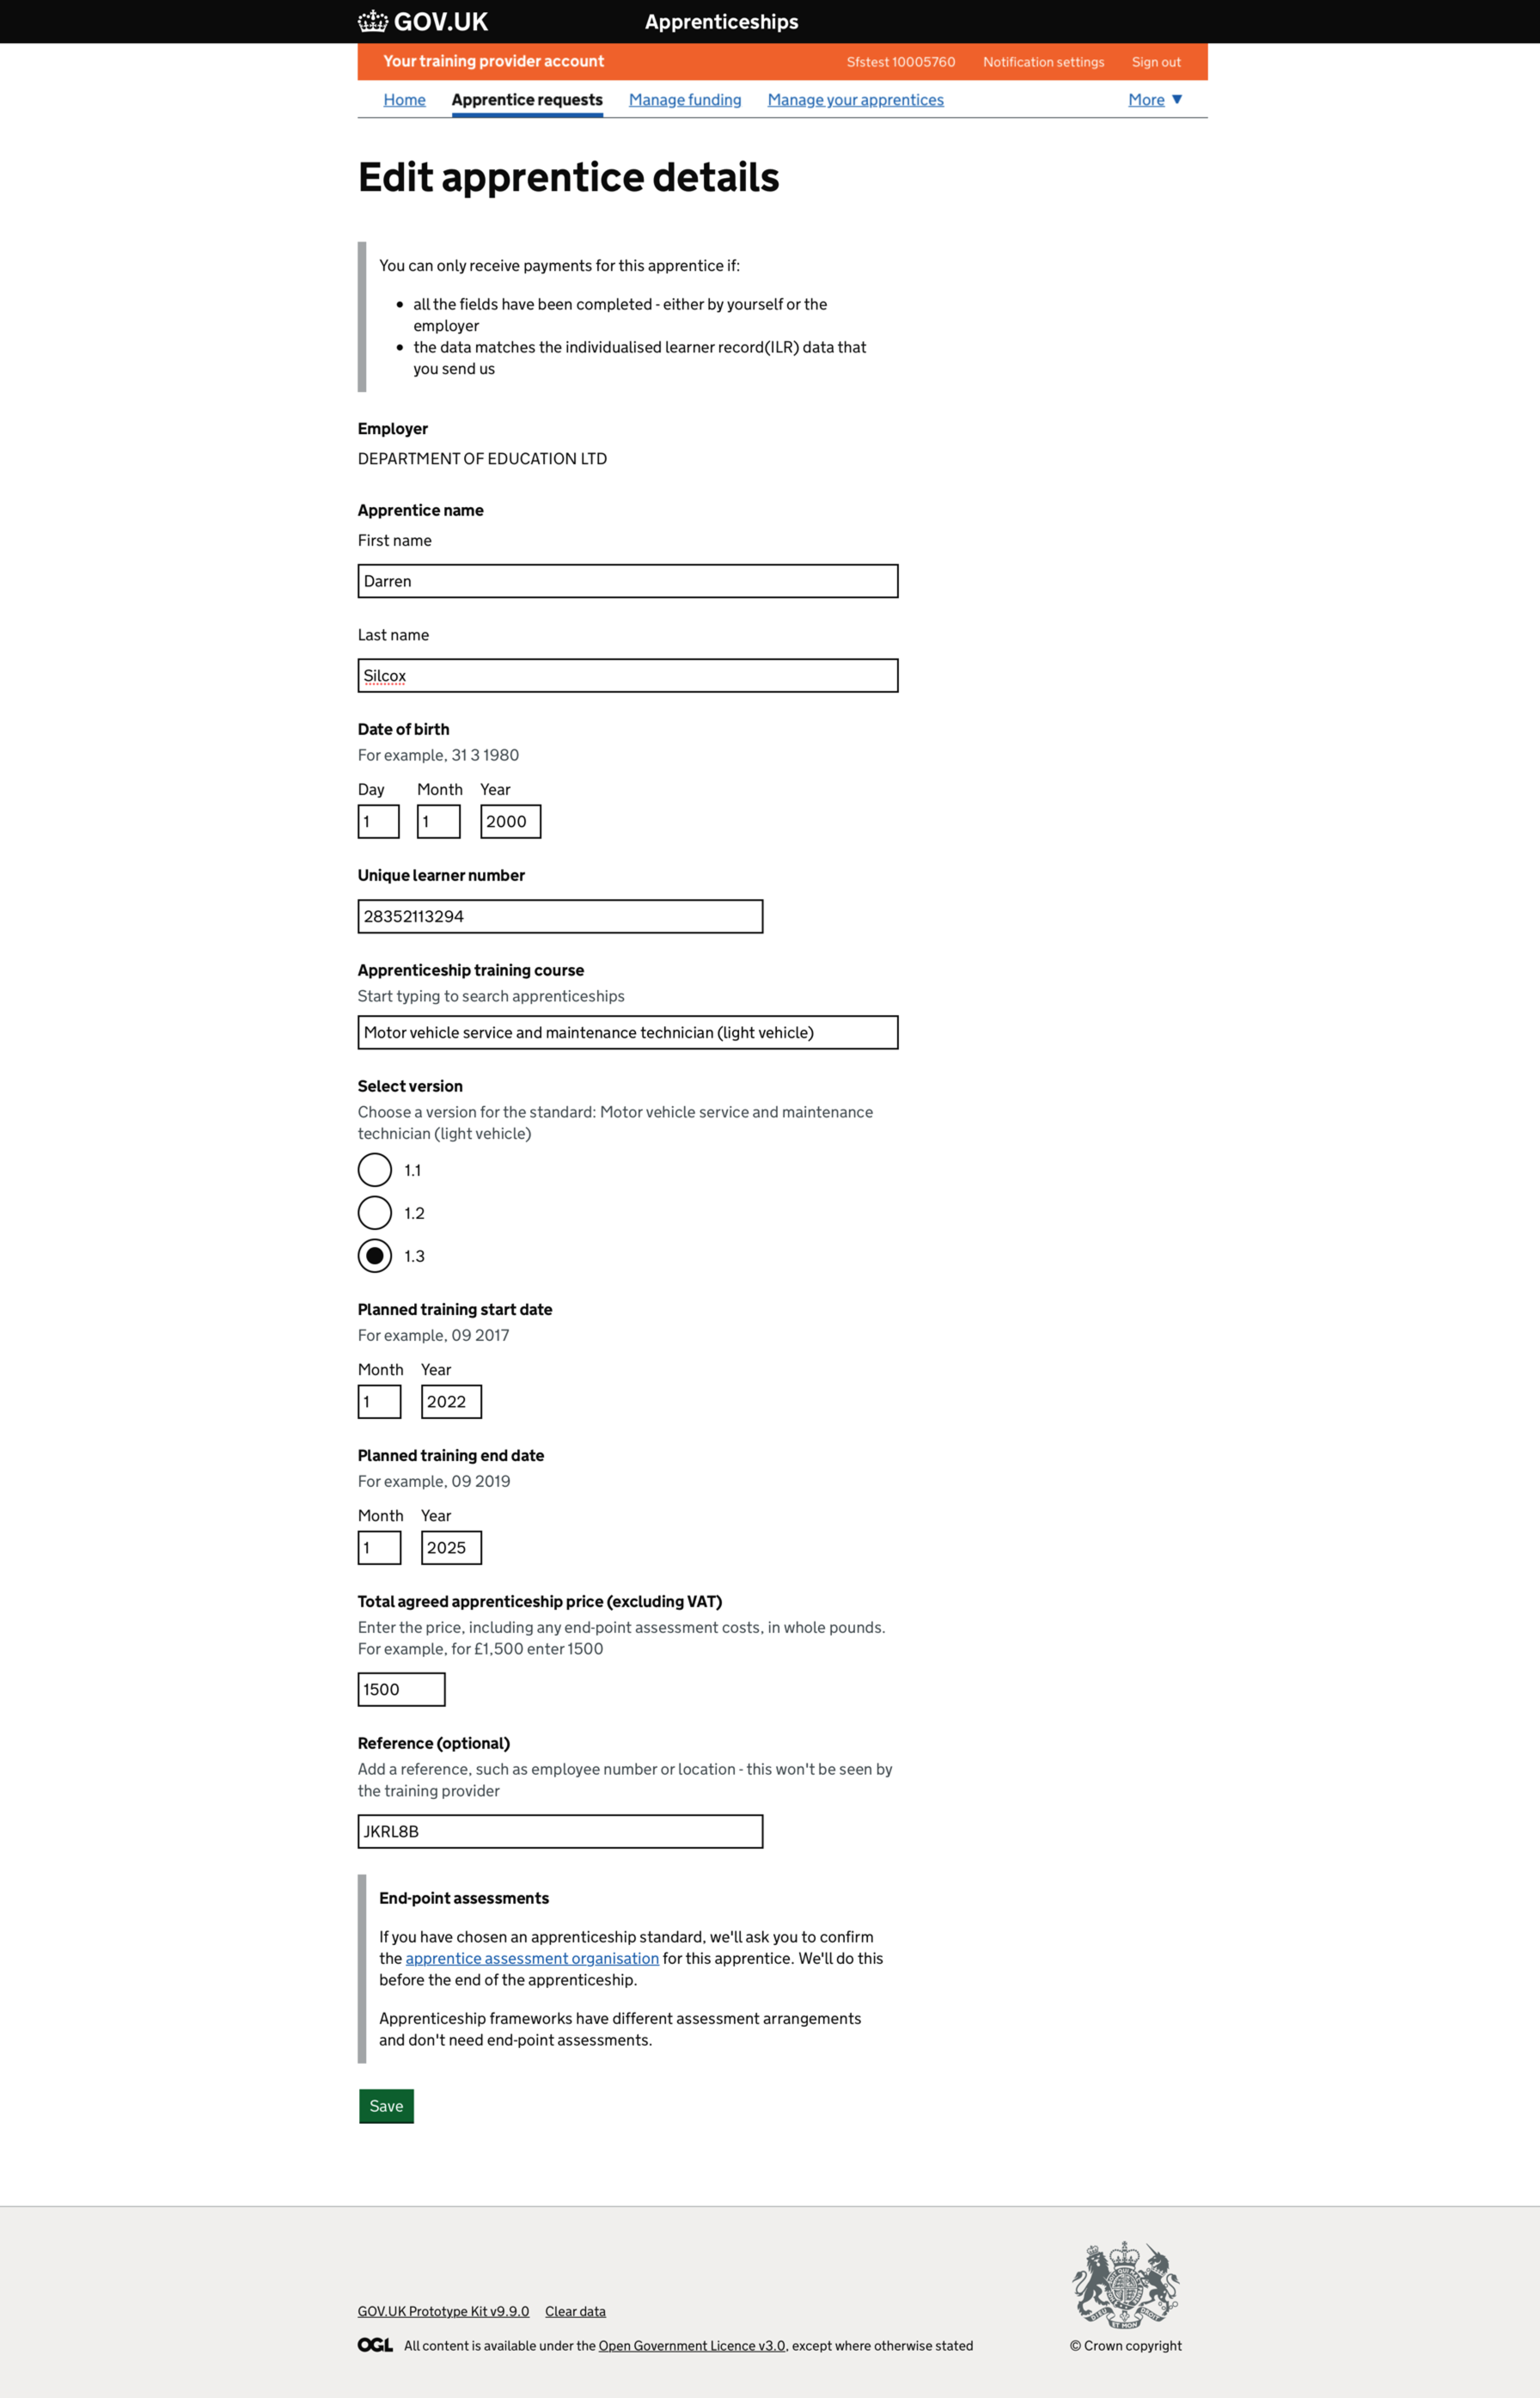 GOV.UK Apprenticeships
Your training provider account Sfstest 10005760 Notification settings Sign out
Home Apprentice requests Manage funding Manage your apprentices More ▼
Edit apprentice details
You can only receive payments for this apprentice if:
• all the fields have been completed - either by yourself or the
employer
• the data matches the individualised learner record(ILR) data that
you send us
Employer
DEPARTMENT OF EDUCATION LTD
Apprentice name
First name
Darren
Last name
Silcox
Date of birth
For example, 31 3 1980
Day Month Year
1 1 2000
Unique learner number
28352113294
Apprenticeship training course
Start typing to search apprenticeships
Motor vehicle service and maintenance technician (light vehicle)
Select version
Choose a version for the standard: Motor vehicle service and maintenance
technician (light vehicle)
1.1
1.2
1.3
Planned training start date
For example, 09 2017
Month Year
1 2022
Planned training end date
For example, 09 2019
Month Year
1 2025
Total agreed apprenticeship price (excluding VAT)
Enter the price, including any end-point assessment costs, in whole pounds.
For example, for £1,500 enter 1500
1500
Reference (optional)
Add a reference, such as employee number or location - this won't be seen by
the training provider
JKRL8B
End-point assessments
If you have chosen an apprenticeship standard, we'll ask you to confirm
the apprentice assessment organisation for this apprentice. We'll do this
before the end of the apprenticeship.
Apprenticeship frameworks have different assessment arrangements
and don't need end-point assessments.
Save
GOV.UK Prototype Kit v9.9.0 Clear data
OGL All content is available under the Open Government Licence v3.0, except where otherwise stated
© Crown copyright